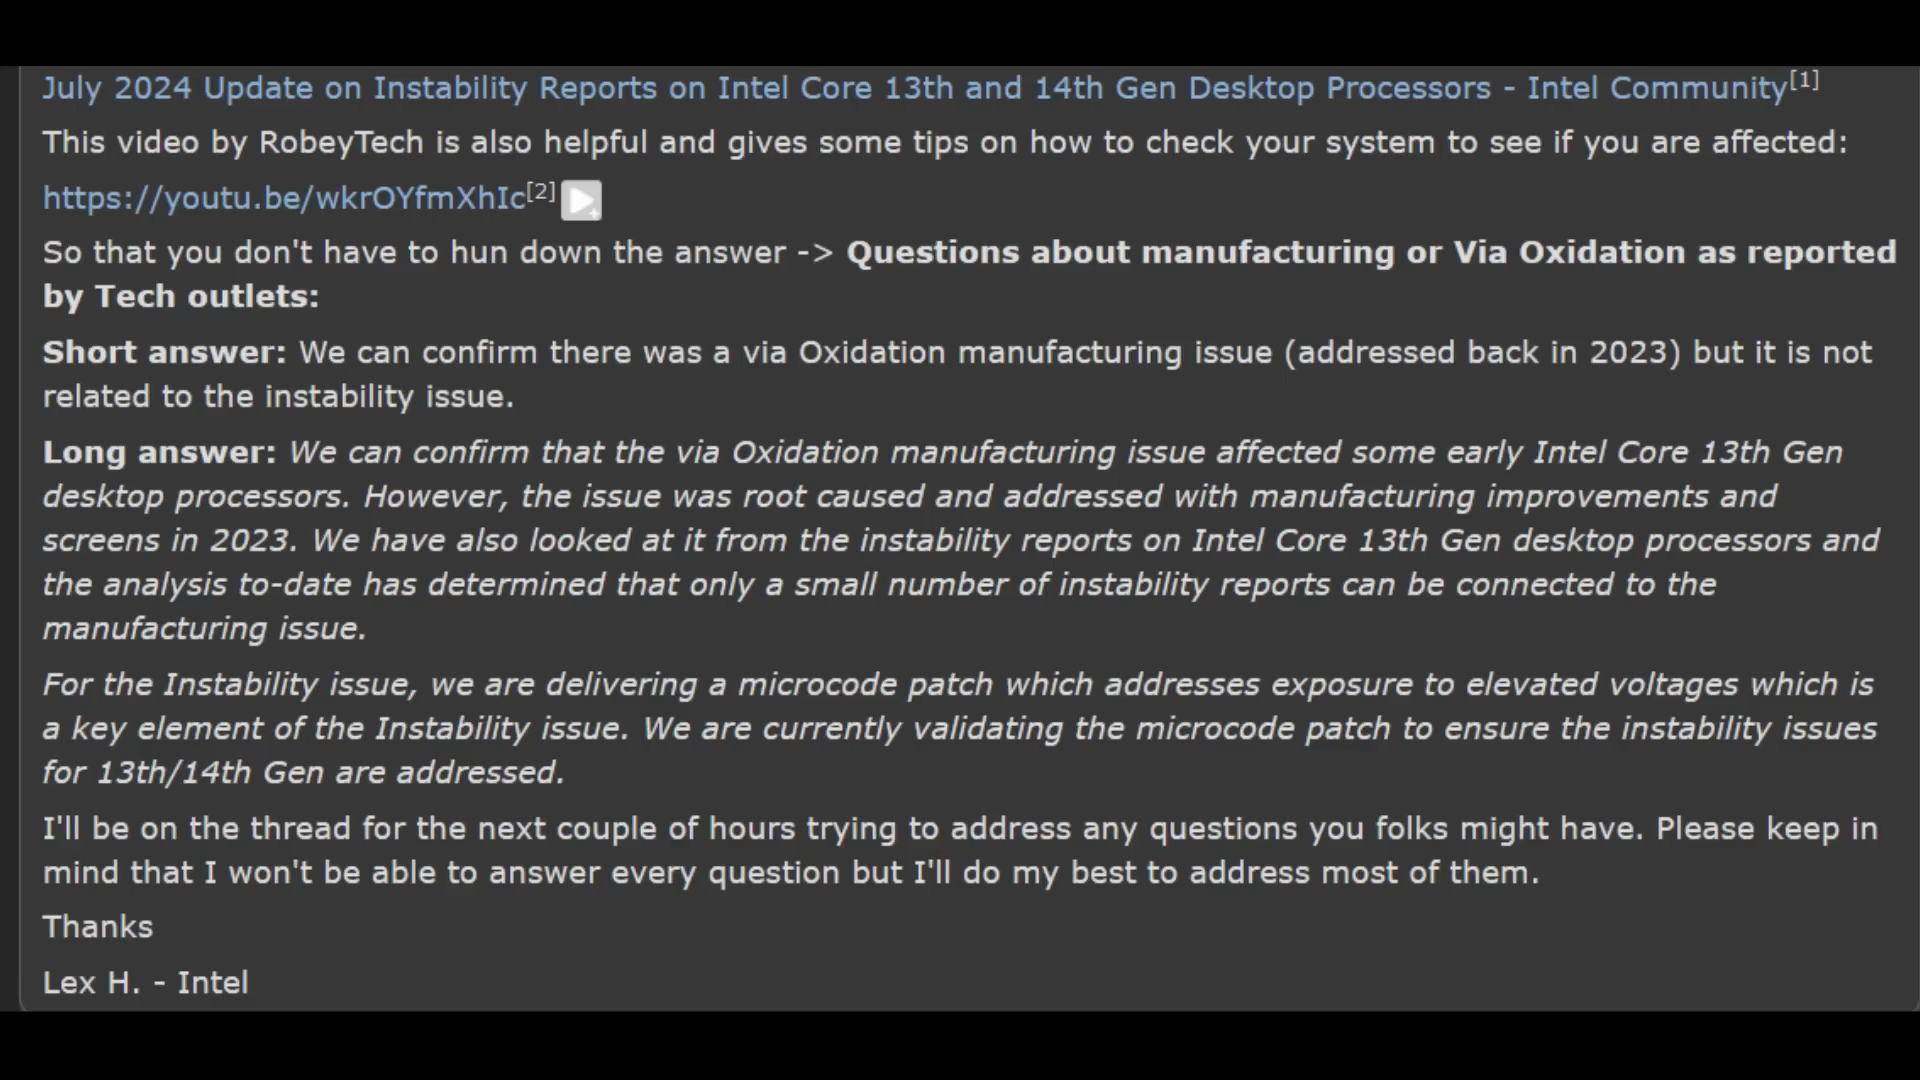 July 2024 Update on Instability Reports on Intel Core 13th and 14th Gen Desktop Processors - Intel Community[1]
This video by RobeyTech is also helpful and gives some tips on how to check your system to see if you are affected:
https://youtu.be/wkrOYfmXhIc[2]
So that you don't have to hun down the answer -> Questions about manufacturing or Via Oxidation as reported
by Tech outlets:
Short answer: We can confirm there was a via Oxidation manufacturing issue (addressed back in 2023) but it is not
related to the instability issue.
Long answer: We can confirm that the via Oxidation manufacturing issue affected some early Intel Core 13th Gen
desktop processors. However, the issue was root caused and addressed with manufacturing improvements and
screens in 2023. We have also looked at it from the instability reports on Intel Core 13th Gen desktop processors and
the analysis to-date has determined that only a small number of instability reports can be connected to the
manufacturing issue.
For the Instability issue, we are delivering a microcode patch which addresses exposure to elevated voltages which is
a key element of the Instability issue. We are currently validating the microcode patch to ensure the instability issues
for 13th/14th Gen are addressed.
I'll be on the thread for the next couple of hours trying to address any questions you folks might have. Please keep in
mind that I won't be able to answer every question but I'll do my best to address most of them.
Thanks
Lex H. - Intel